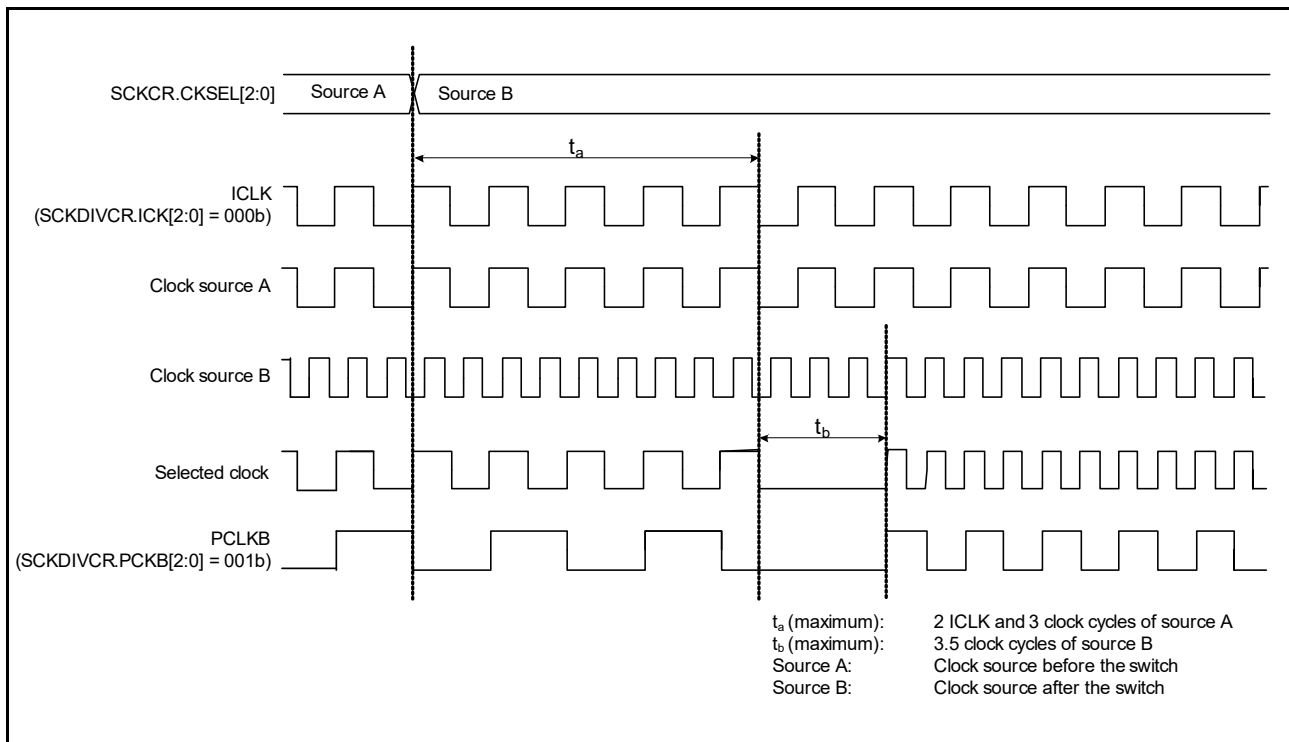 SCKCR.CKSEL[2:0]
Source A
Source B
ta
ICLK
(SCKDIVCR.ICK[2:0] = 000b)
Clock source A
Clock source B
tb
Selected clock
PCLKB
(SCKDIVCR.PCKB[2:0] = 001b)
ta (maximum): 2 ICLK and 3 clock cycles of source A
tb (maximum): 3.5 clock cycles of source B
Source A: Clock source before the switch
Source B: Clock source after the switch